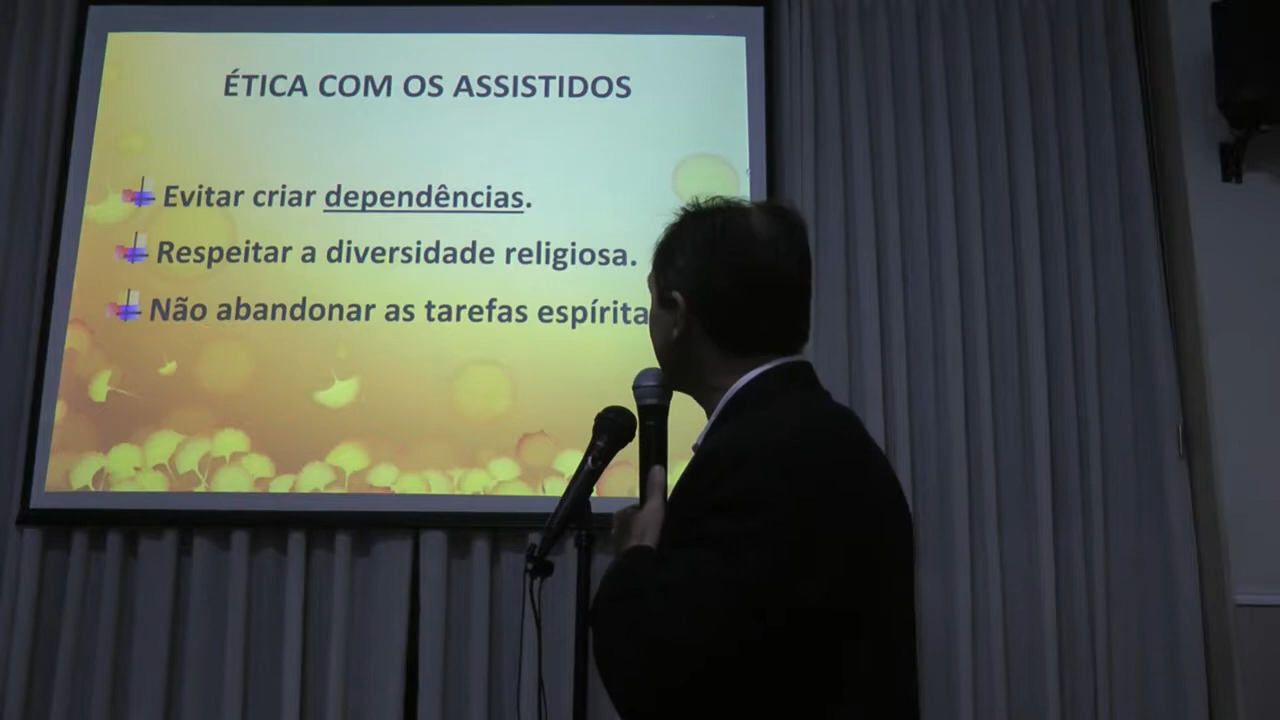 ÉTICA COM OS ASSISTIDOS
Evitar criar dependências.
Respeitar a diversidade religiosa.
Não abandonar as tarefas espírita